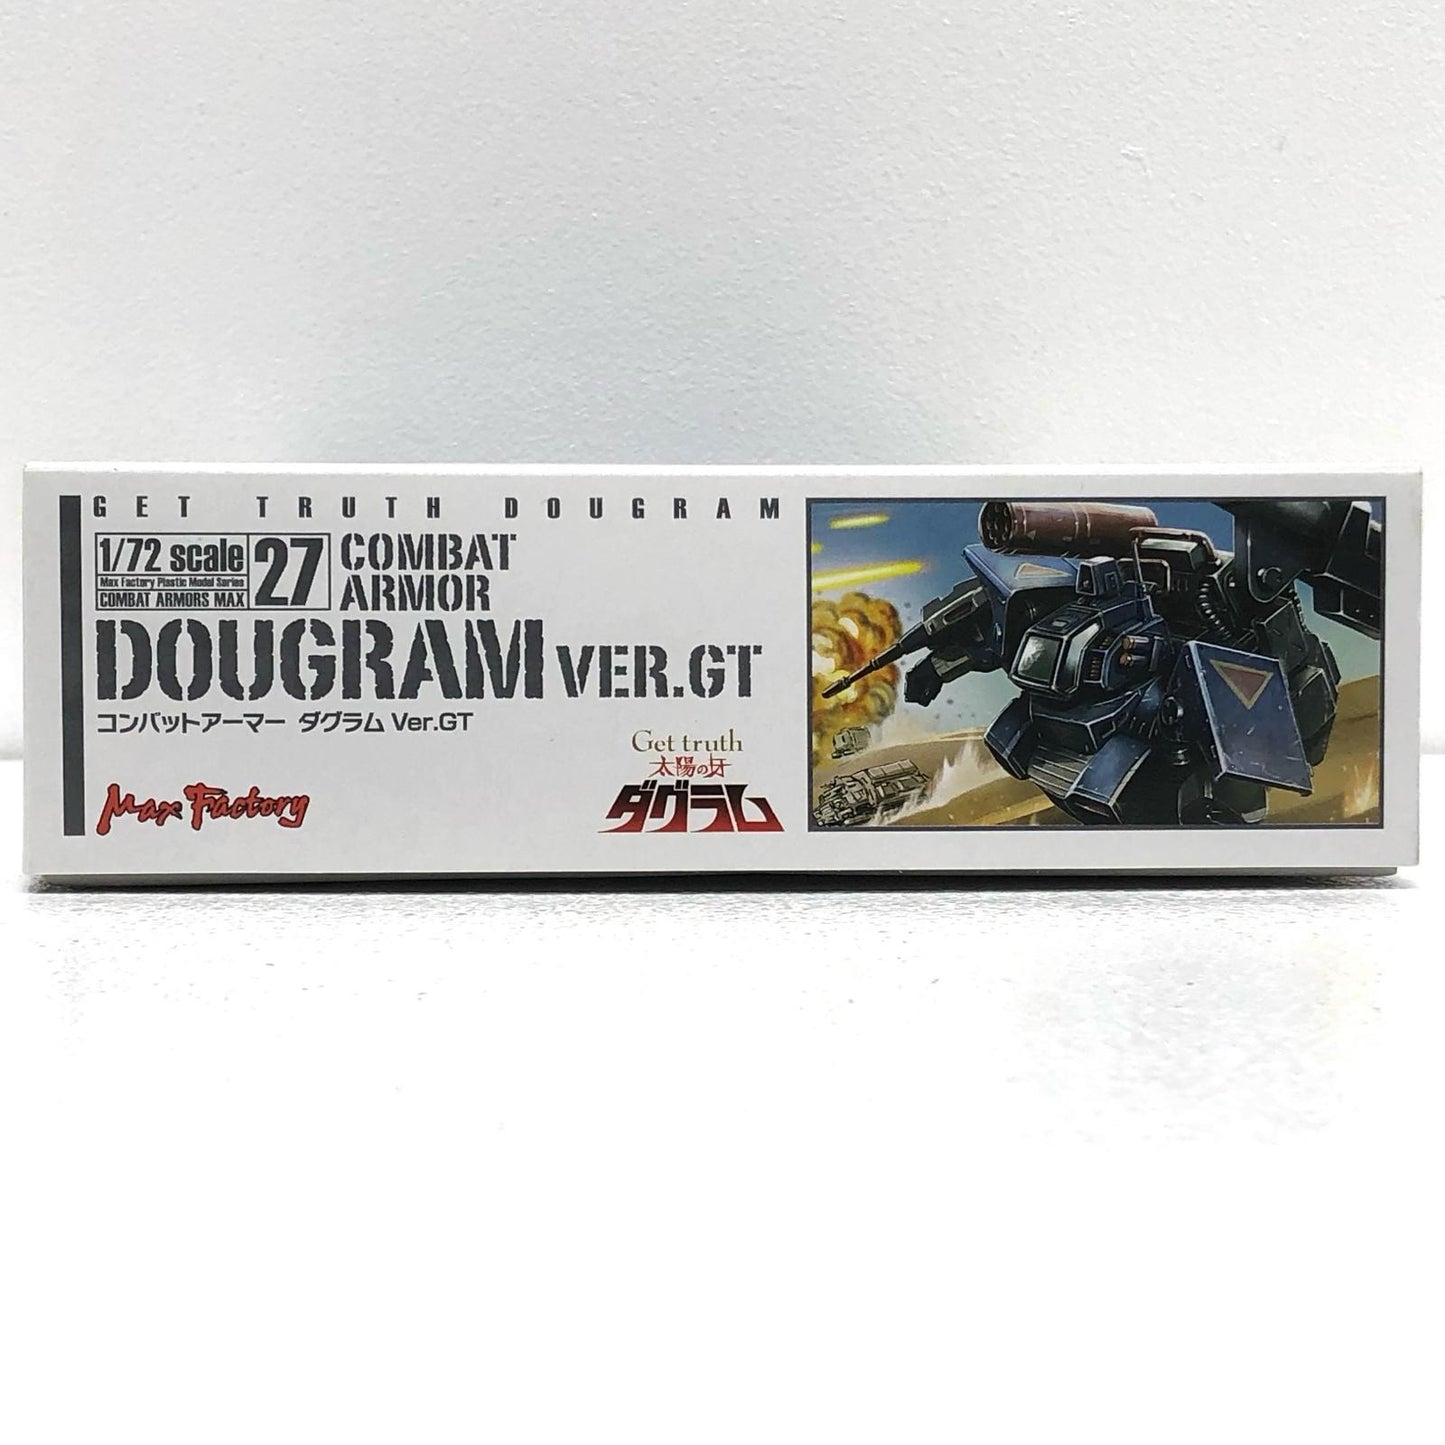 GET TRUTH DOUGRAM
1/72 scale
Max Factory Plastic Model Series
COMBAT ARMORS MAX
27
COMBAT
ARMOR
DOUGRAM VER.GT
コンバットアーマー ダグラム Ver.GT
Max Factory
Get truth
太陽の牙
ダグラム